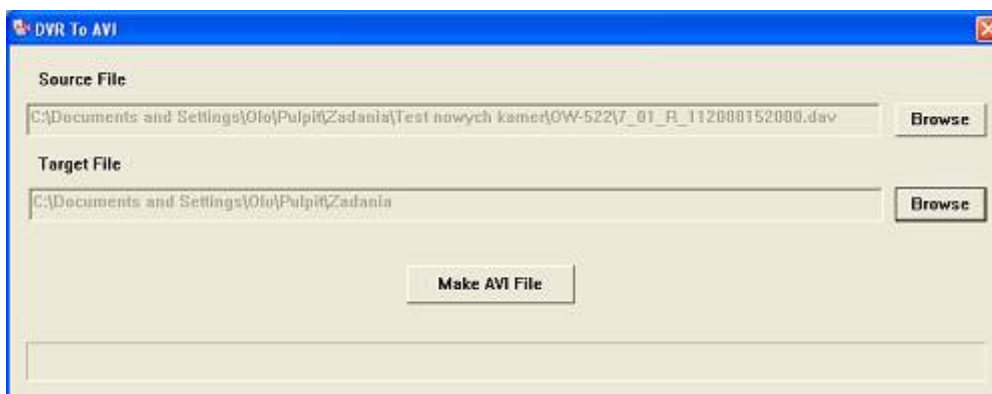 DVR To AVI
Source File
C:\Documents and Settings\Olo\Pulpit\Zadania\Test nowych kamer\OW-522\7_01_R_112008152000.dav
Browse
Target File
C:\Documents and Settings\Olo\Pulpit\Zadania
Browse
Make AVI File